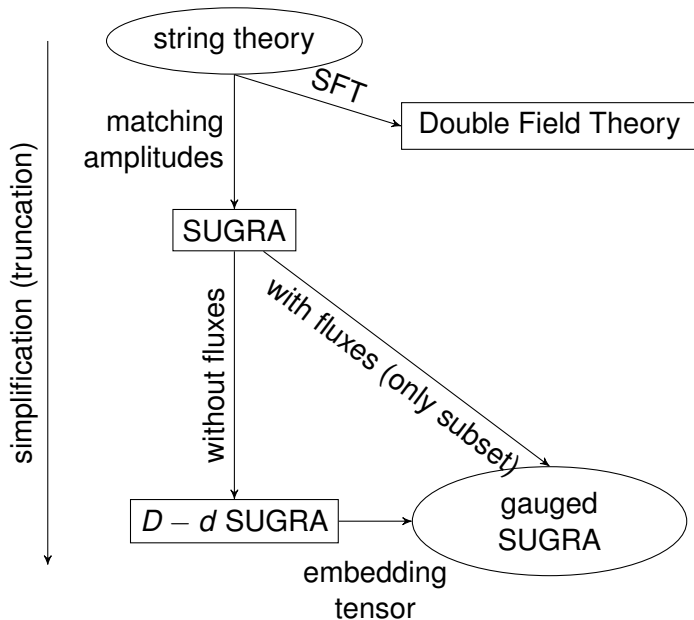 string theory
SFT
matching
amplitudes
Double Field Theory
SUGRA
simplification (truncation)
without fluxes
with fluxes (only subset)
D − d SUGRA
gauged
SUGRA
embedding
tensor